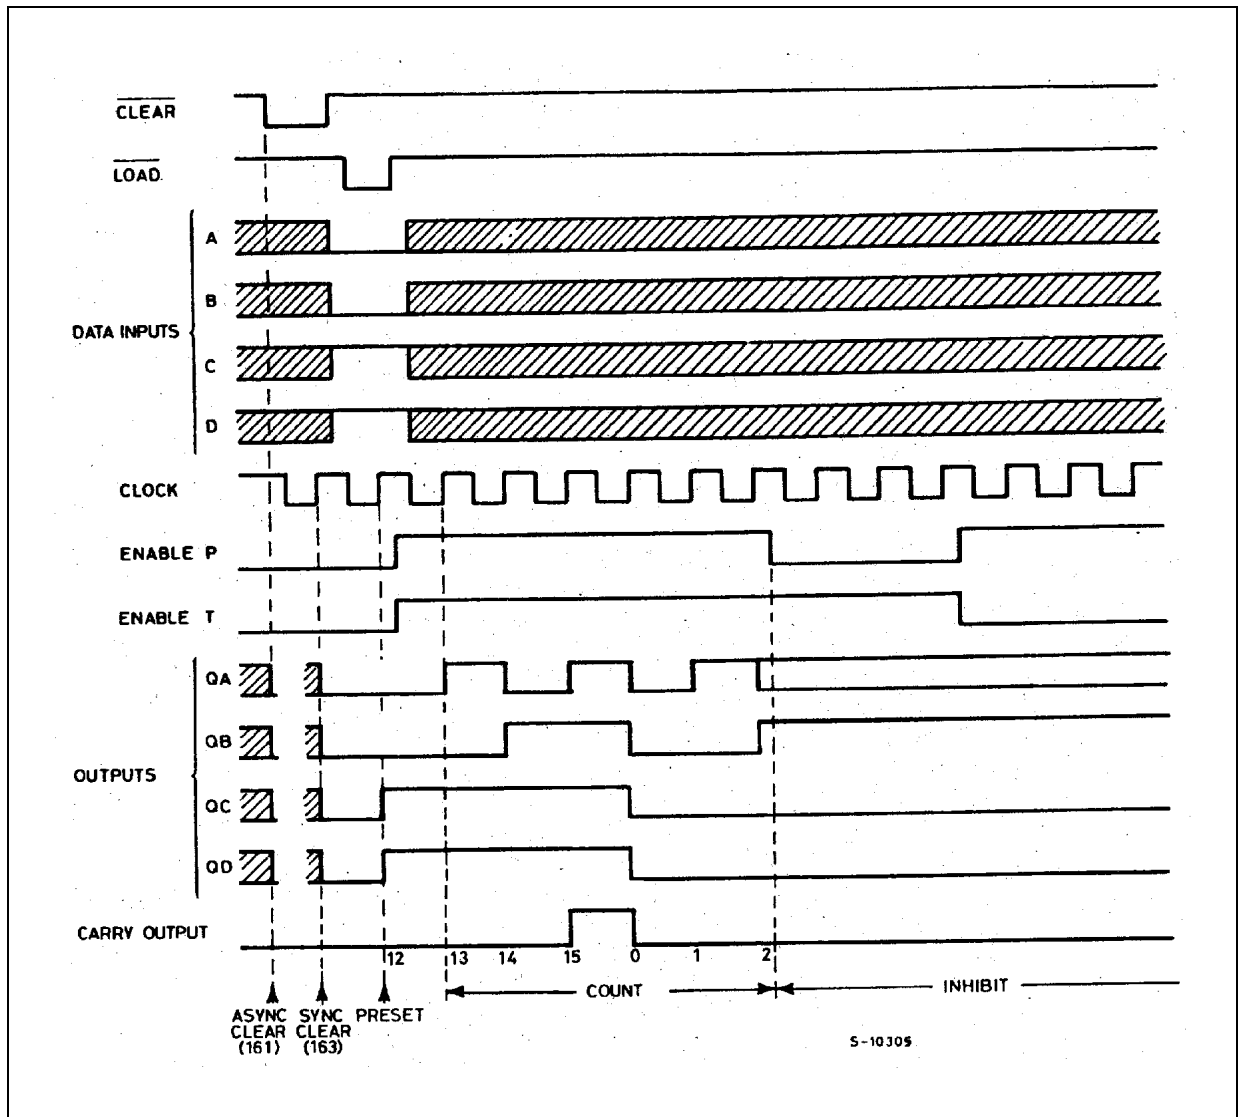 CLEAR
LOAD
A
B
DATA INPUTS
C
D
CLOCK
ENABLE P
ENABLE T
QA
QB
OUTPUTS
QC
QD
CARRY OUTPUT
12 13 14 15 0 1 2
COUNT INHIBIT
ASYNC CLEAR (161)
SYNC CLEAR (163)
PRESET
S-10305